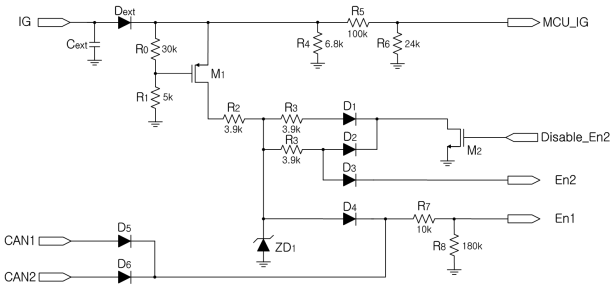 IG
Dext
R5
MCU_IG
Cext
R0
30k
100k
R4
6.8k
R6
24k
M1
R1
5k
R2
3.9k
R3
3.9k
D1
R3
3.9k
D2
M2
Disable_En2
D3
En2
D4
R7
10k
En1
CAN1
D5
ZD1
R8
180k
CAN2
D6